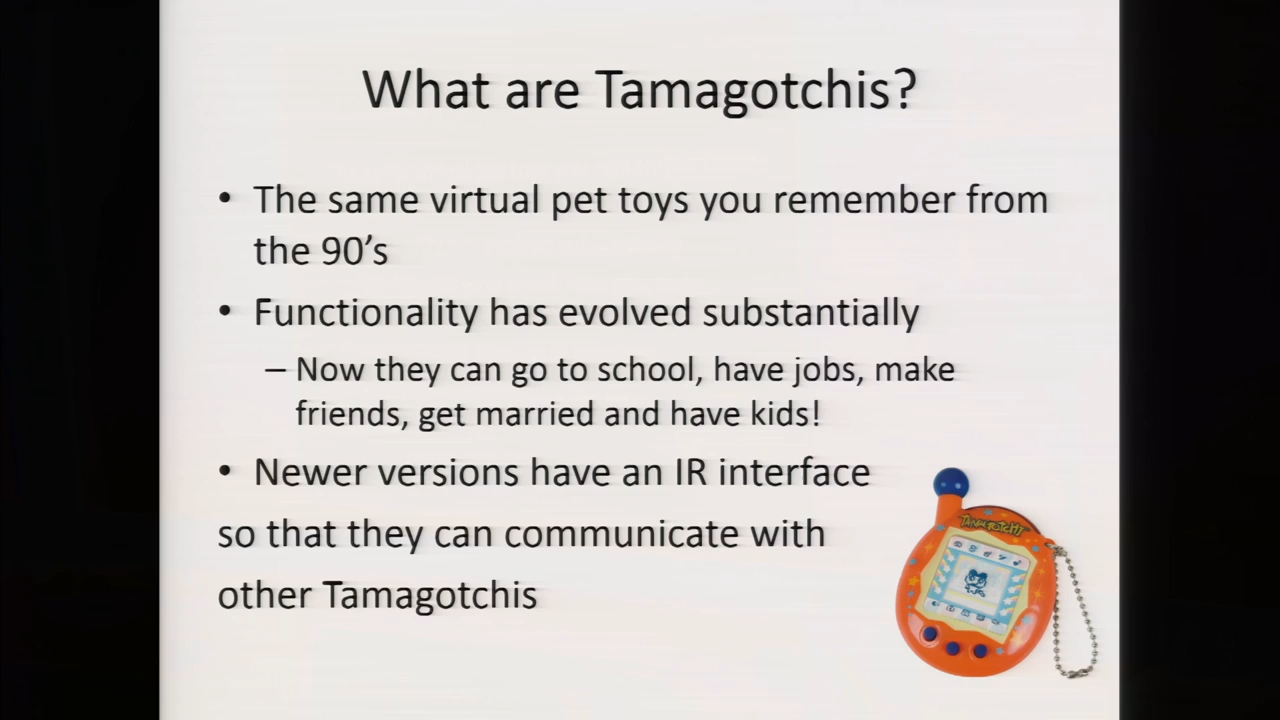 What are Tamagotchis?
• The same virtual pet toys you remember from
the 90's
• Functionality has evolved substantially
– Now they can go to school, have jobs, make
friends, get married and have kids!
• Newer versions have an IR interface
so that they can communicate with
other Tamagotchis
TAMAGOTCHI